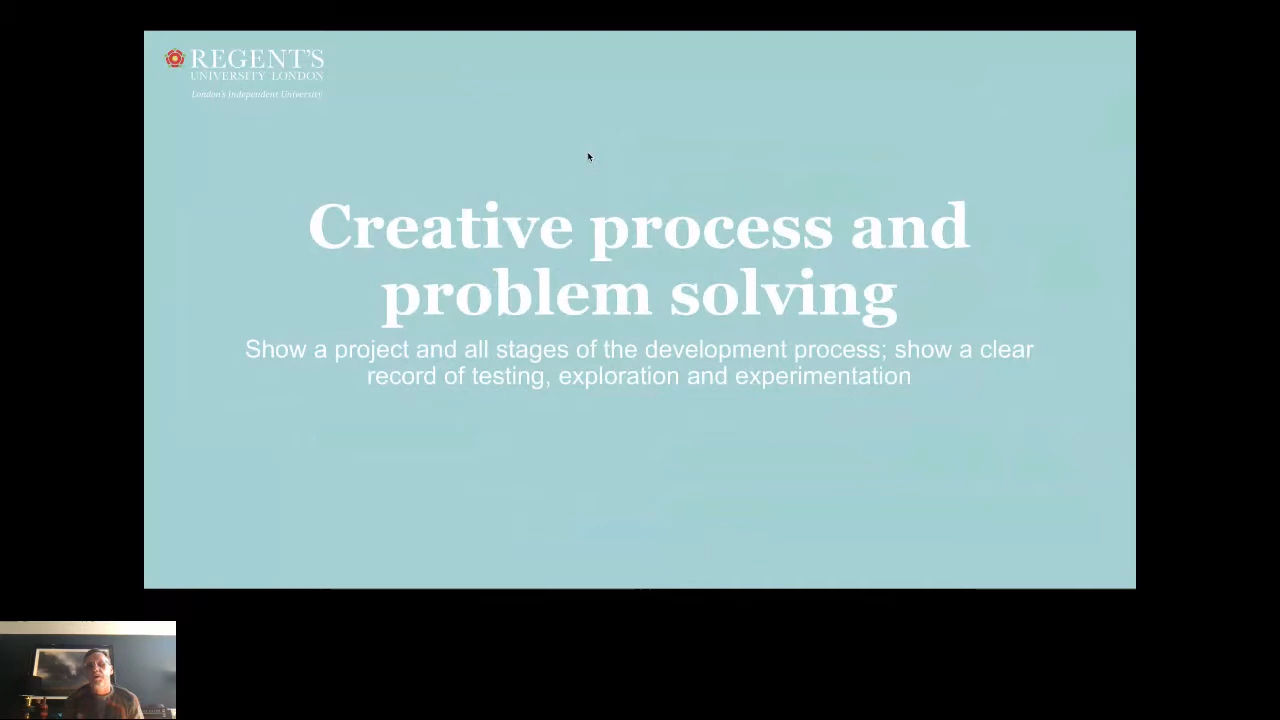 REGENT'S
UNIVERSITY LONDON
London's Independent University
Creative process and
problem solving
Show a project and all stages of the development process; show a clear
record of testing, exploration and experimentation